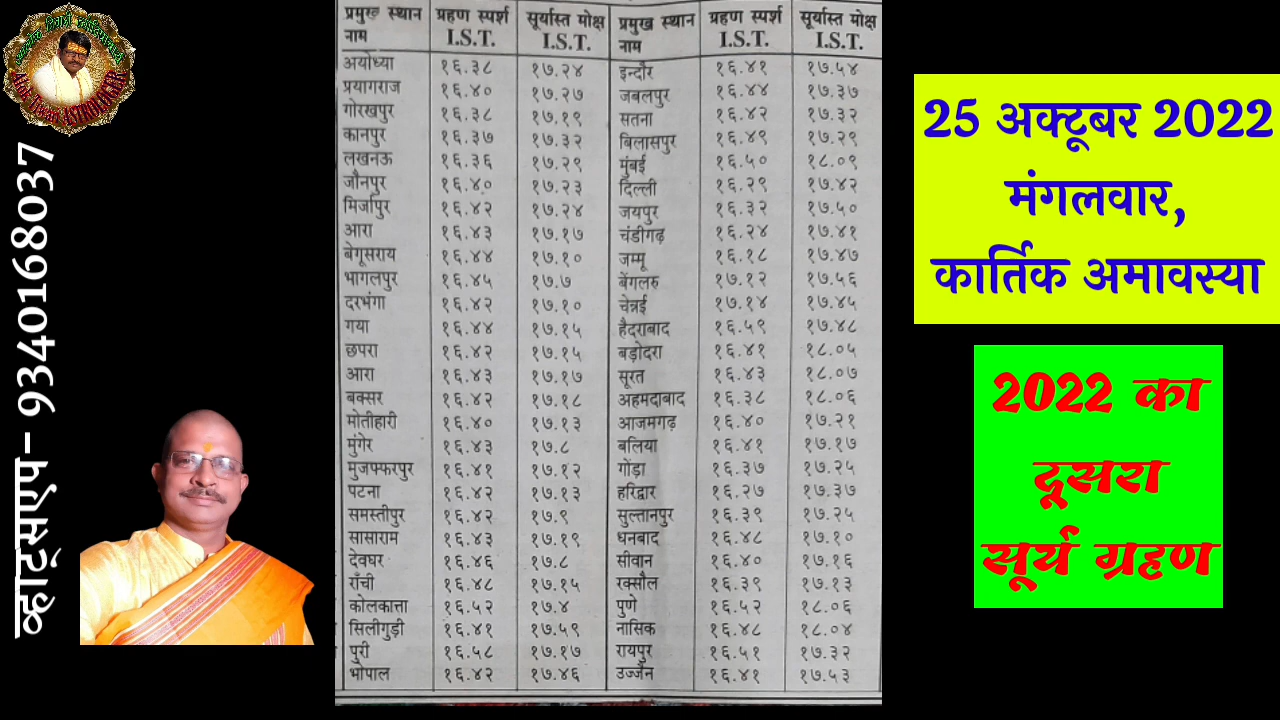 व्हाट्सएप- 9340168037
प्रमुख स्थान नाम ग्रहण स्पर्श I.S.T. सूर्यास्त मोक्ष I.S.T. प्रमुख स्थान नाम ग्रहण स्पर्श I.S.T. सूर्यास्त मोक्ष I.S.T.
अयोध्या १६.३८ १७.२४ इन्दौर १६.४१ १७.५४
प्रयागराज १६.४० १७.२७ जबलपुर १६.४४ १७.३७
गोरखपुर १६.३८ १७.१९ सतना १६.४२ १७.३२
कानपुर १६.३७ १७.३२ बिलासपुर १६.४९ १७.२९
लखनऊ १६.३६ १७.२९ मुंबई १६.५० १८.०९
जौनपुर १६.४० १७.२३ दिल्ली १६.२९ १७.४२
मिर्जापुर १६.४२ १७.२४ जयपुर १६.३२ १७.५०
आरा १६.४३ १७.१७ चंडीगढ़ १६.२४ १७.४१
बेगूसराय १६.४४ १७.१० जम्मू १६.१८ १७.४७
भागलपुर १६.४५ १७.७ बेंगलरु १७.१२ १७.५६
दरभंगा १६.४२ १७.१० चेन्नई १७.१४ १७.४५
गया १६.४४ १७.१५ हैदराबाद १६.५९ १७.४८
छपरा १६.४२ १७.१५ बड़ोदरा १६.४१ १८.०५
आरा १६.४३ १७.१७ सूरत १६.४३ १८.०७
बक्सर १६.४२ १७.१८ अहमदाबाद १६.३८ १८.०६
मोतीहारी १६.४० १७.१३ आजमगढ़ १६.४० १७.२१
मुंगेर १६.४३ १७.८ बलिया १६.४१ १७.१७
मुजफ्फरपुर १६.४१ १७.१२ गोंडा १६.३७ १७.२५
पटना १६.४२ १७.१३ हरिद्वार १६.२७ १७.३७
समस्तीपुर १६.४२ १७.९ सुल्तानपुर १६.३९ १७.२५
सासाराम १६.४३ १७.१९ धनबाद १६.४८ १७.१०
देवघर १६.४६ १७.८ सीवान १६.४० १७.१६
राँची १६.४८ १७.१५ रक्सौल १६.३९ १७.१३
कोलकात्ता १६.५२ १७.४ पुणे १६.५२ १८.०६
सिलीगुड़ी १६.४१ १७.५९ नासिक १६.४८ १८.०४
पुरी १६.५८ १७.१७ रायपुर १६.५१ १७.३२
भोपाल १६.४२ १७.४६ उज्जैन १६.४१ १७.५३
25 अक्टूबर 2022
मंगलवार,
कार्तिक अमावस्या
2022 का
दूसरा
सूर्य ग्रहण